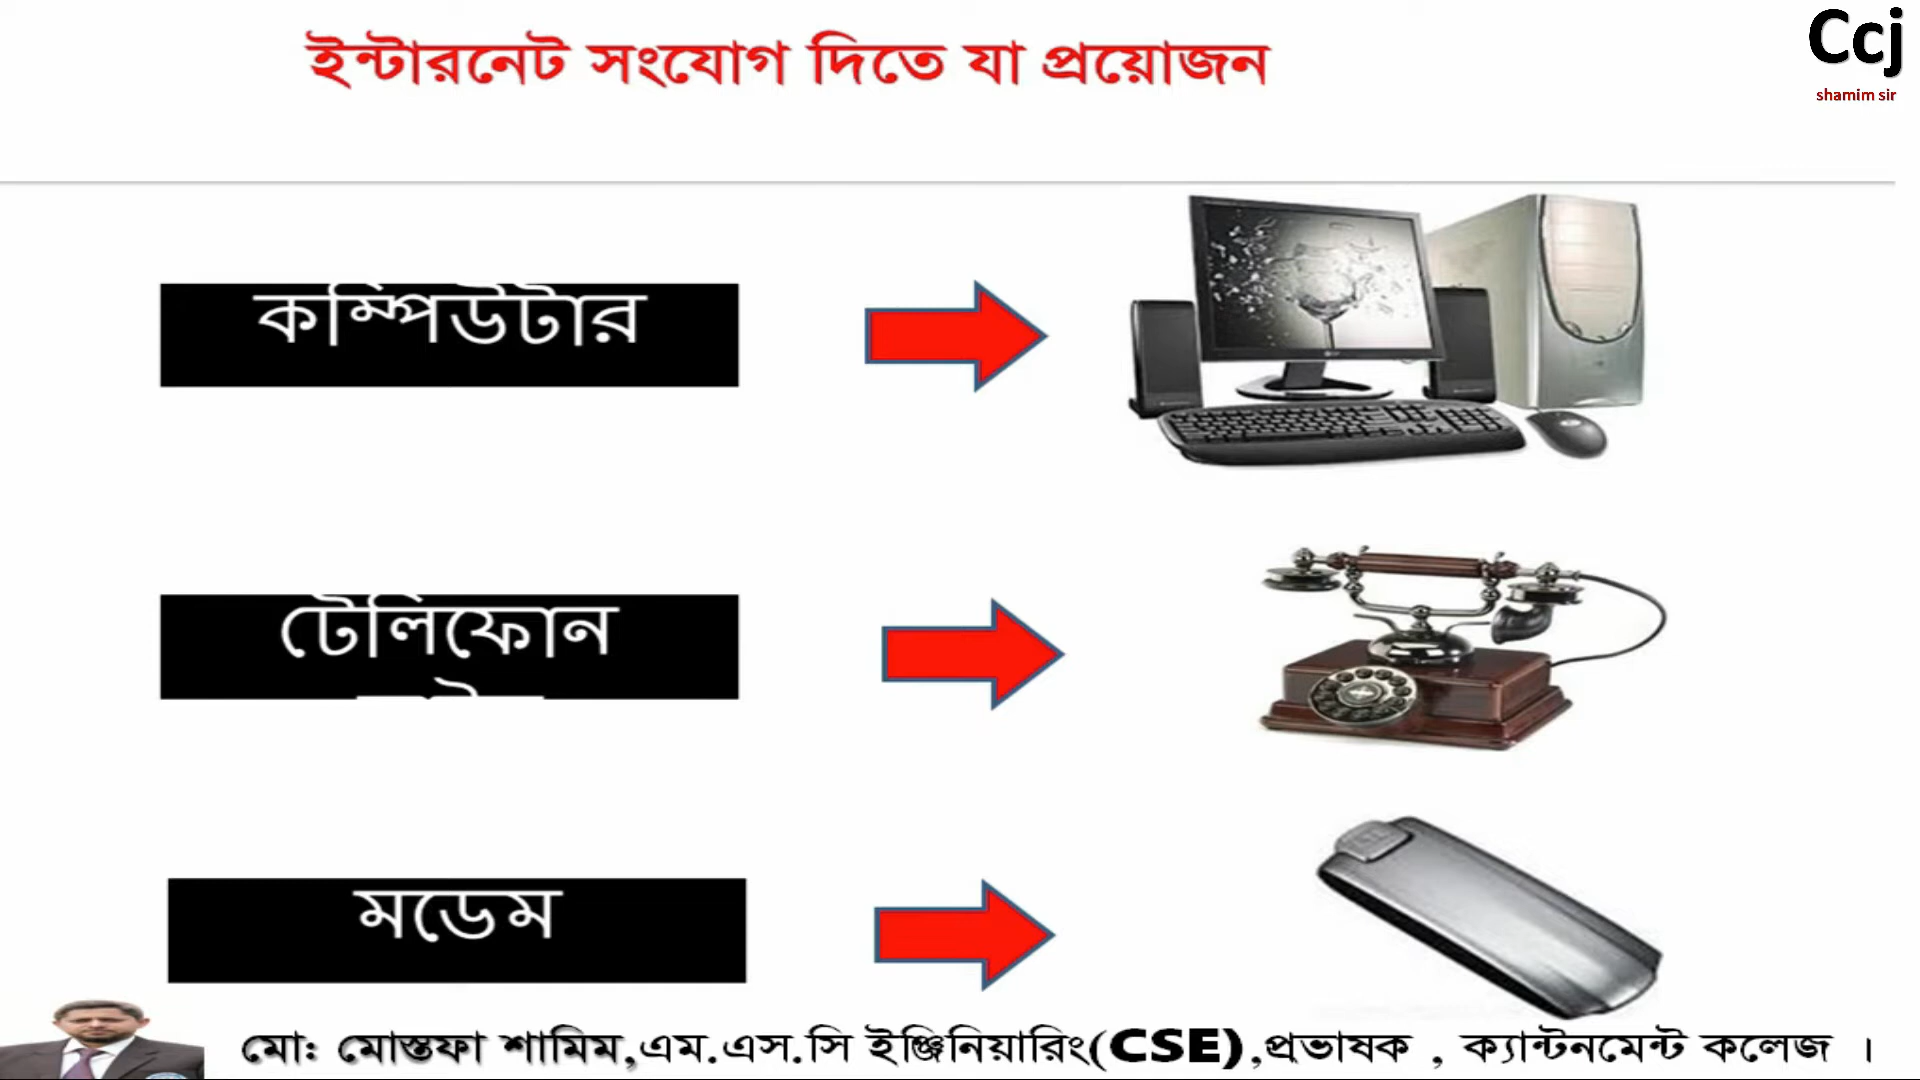 ইন্টারনেট সংযোগ দিতে যা প্রয়োজন
Ccj
shamim sir
কম্পিউটার
টেলিফোন
মডেম
মো: মোস্তফা শামিম,এম.এস.সি ইঞ্জিনিয়ারিং(CSE),প্রভাষক , ক্যান্টনমেন্ট কলেজ ।